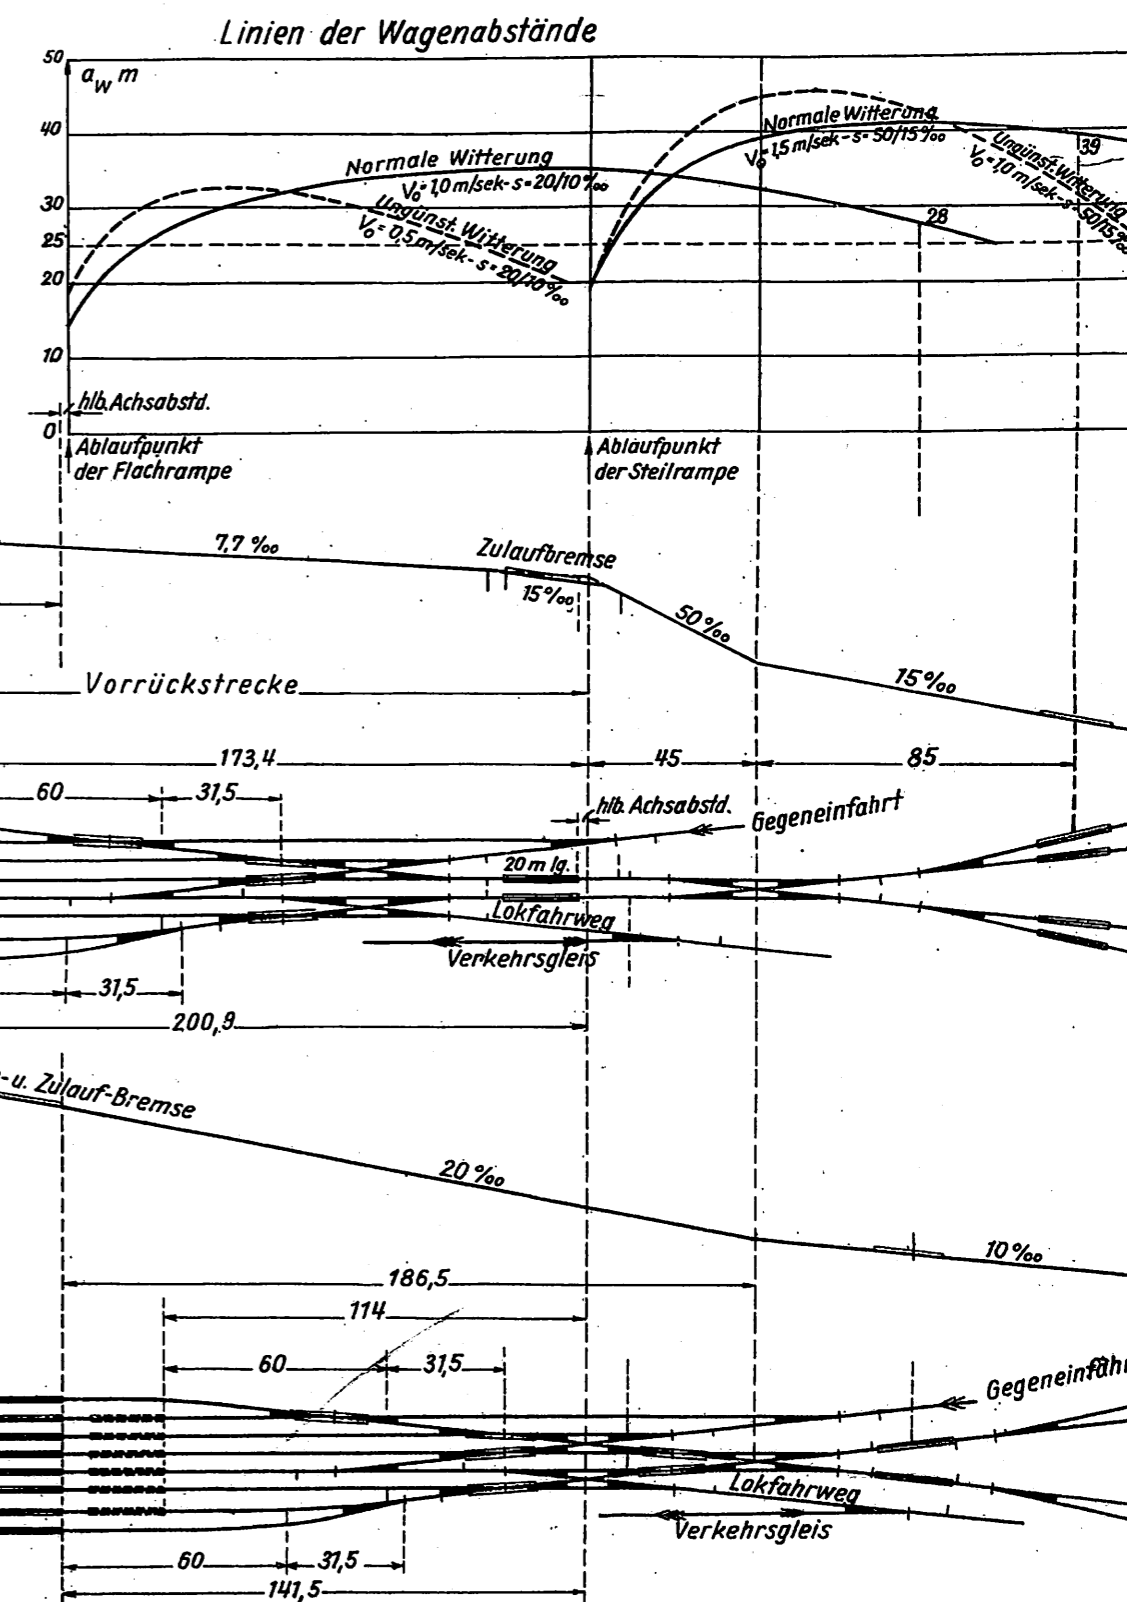 Linien der Wagenabstände
50
a_w m
40
30
25
20
10
0
Normale Witterung
V₀=1,0 m/sek - s=20/10‰
Ungünst. Witterung
V₀=0,5 m/sek - s=20/10‰
Normale Witterung
V₀=1,5 m/sek - s=50/15‰
Ungünst. Witterung
V₀=1,0 m/sek - s=50/15‰
39
28
hlb. Achsabstd.
Ablaufpunkt
der Flachrampe
Ablaufpunkt
der Steilrampe
7,7‰
Zulaufbremse
15‰
50‰
15‰
Vorrückstrecke
173,4
45
85
60
31,5
hlb. Achsabstd.
Gegeneinfahrt
20 m lg.
Lokfahrweg
Verkehrsgleis
31,5
200,9
- u. Zulauf-Bremse
20‰
10‰
186,5
114
60
31,5
Gegeneinfahr
Lokfahrweg
Verkehrsgleis
60
31,5
141,5